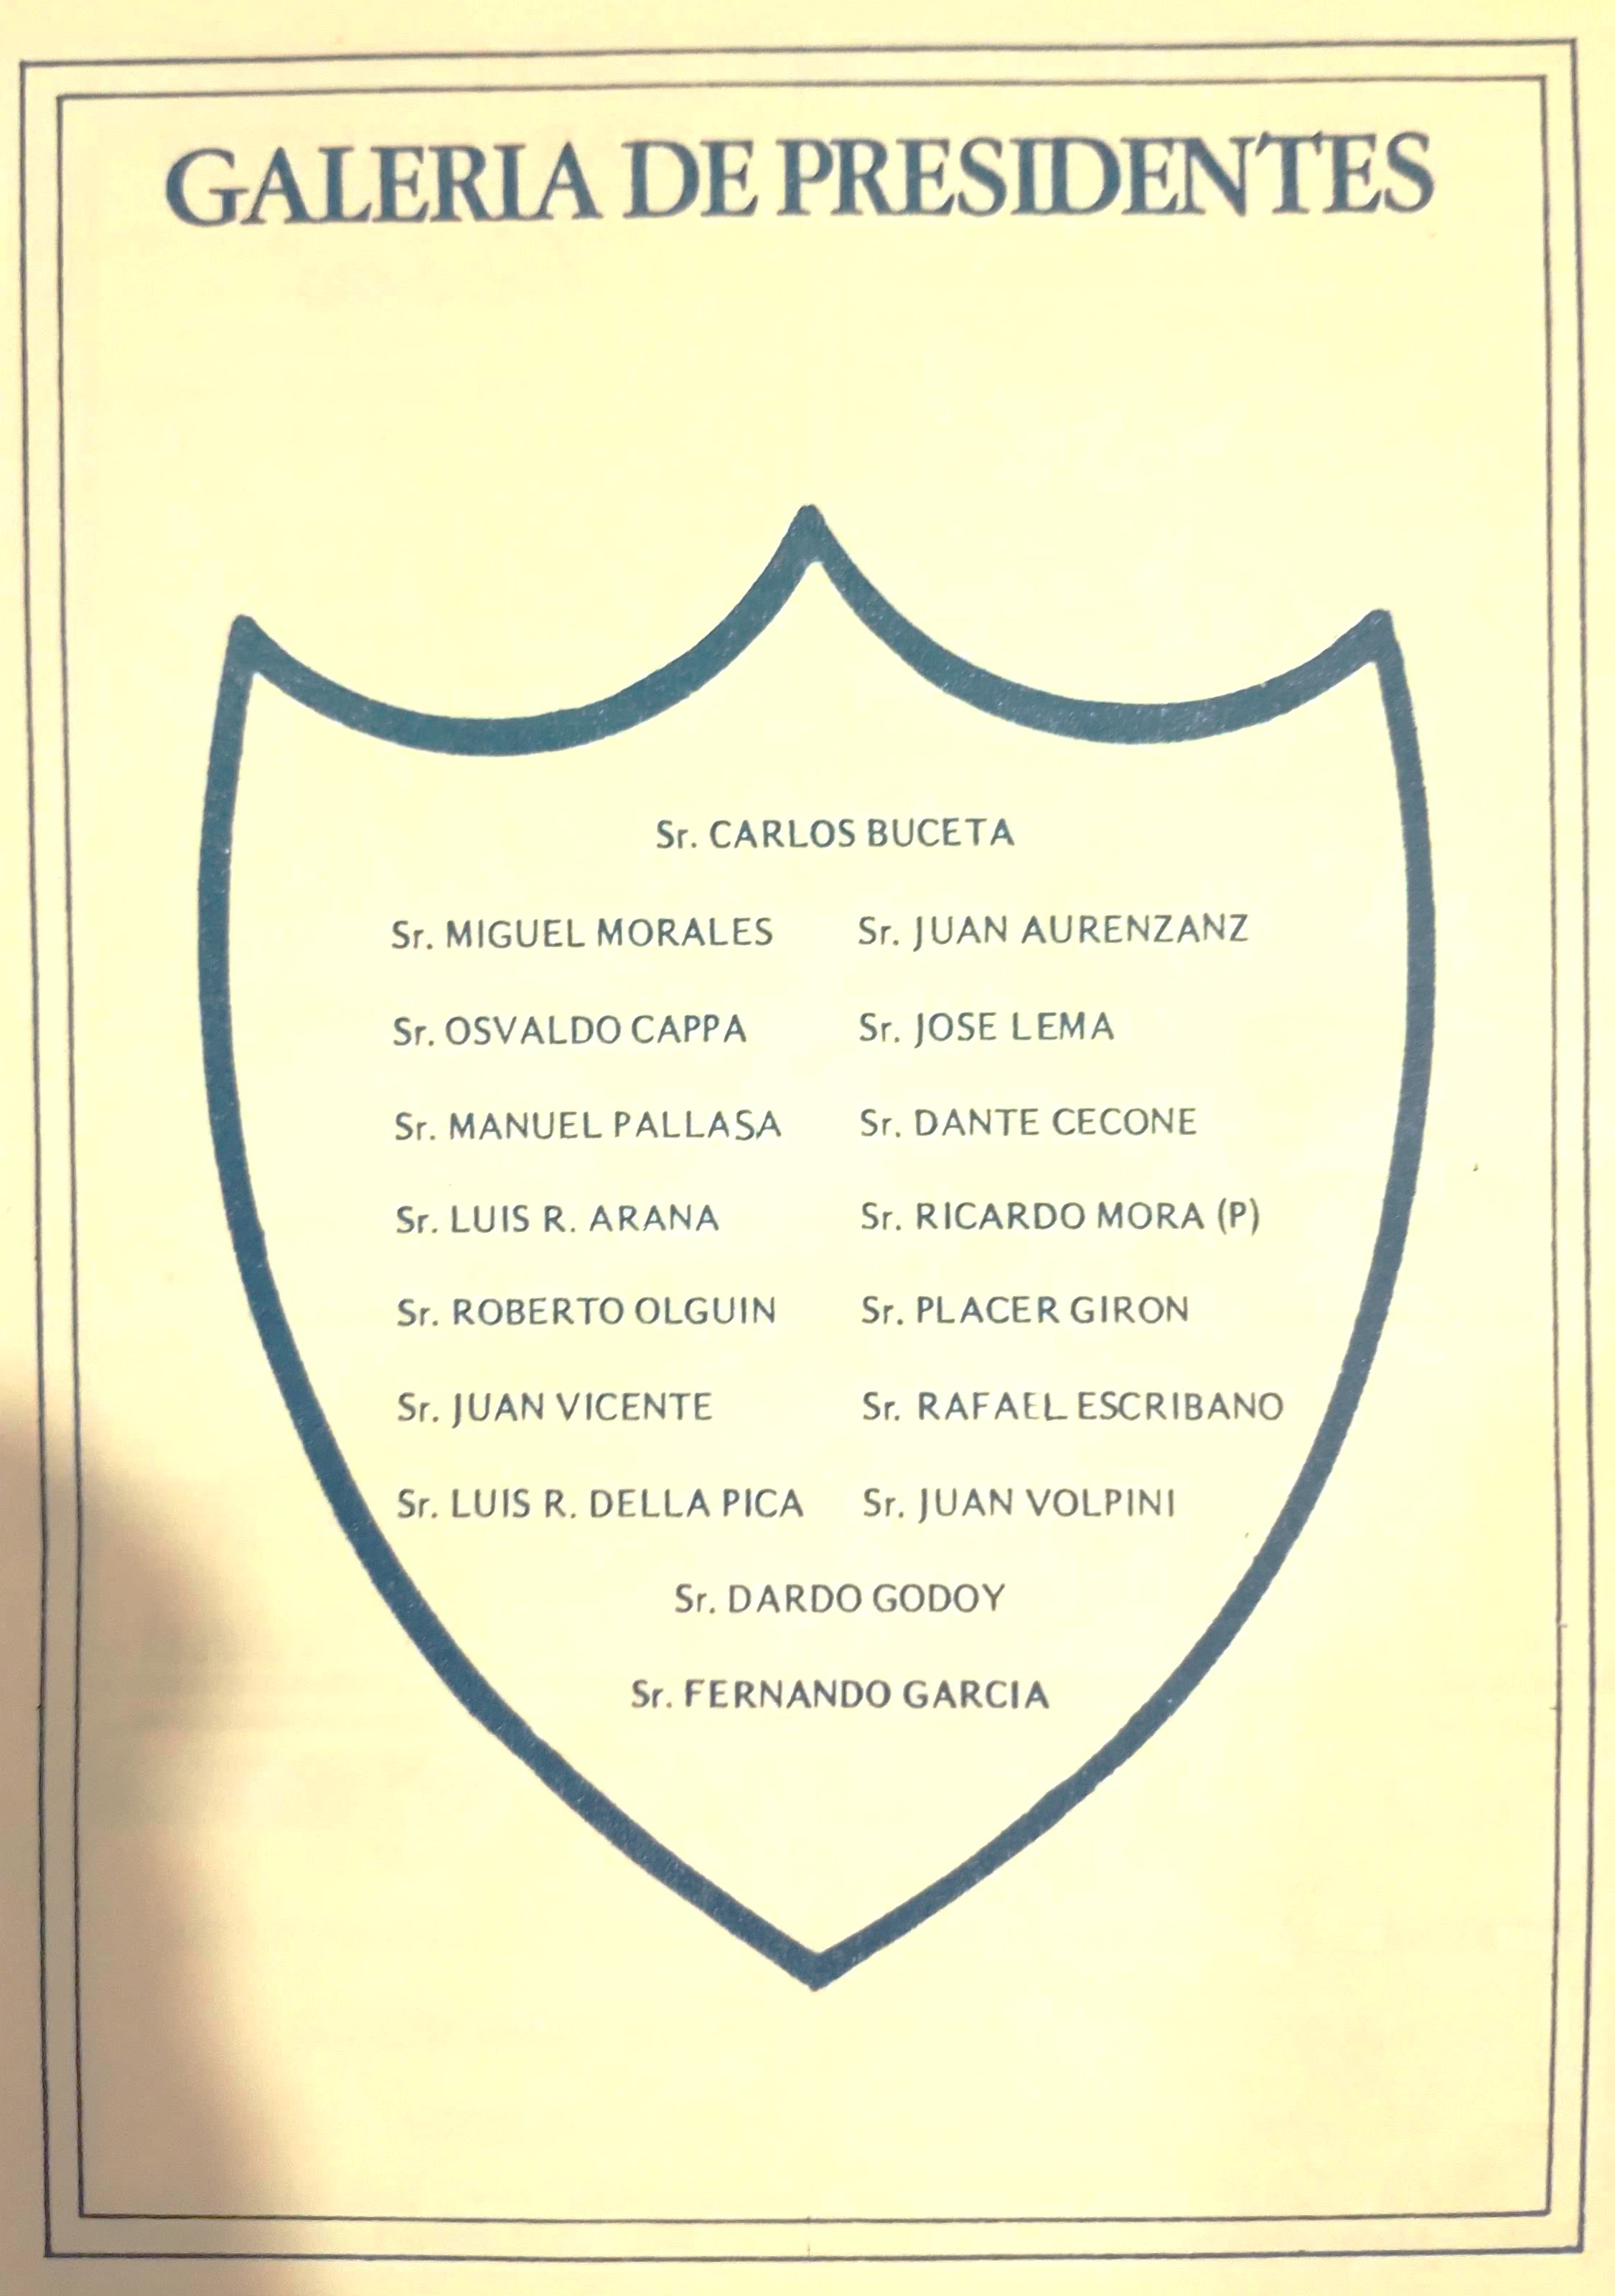 GALERIA DE PRESIDENTES
Sr. CARLOS BUCETA
Sr. MIGUEL MORALES Sr. JUAN AURENZANZ
Sr. OSVALDO CAPPA Sr. JOSE LEMA
Sr. MANUEL PALLASA Sr. DANTE CECONE
Sr. LUIS R. ARANA Sr. RICARDO MORA (P)
Sr. ROBERTO OLGUIN Sr. PLACER GIRON
Sr. JUAN VICENTE Sr. RAFAEL ESCRIBANO
Sr. LUIS R. DELLA PICA Sr. JUAN VOLPINI
Sr. DARDO GODOY
Sr. FERNANDO GARCIA